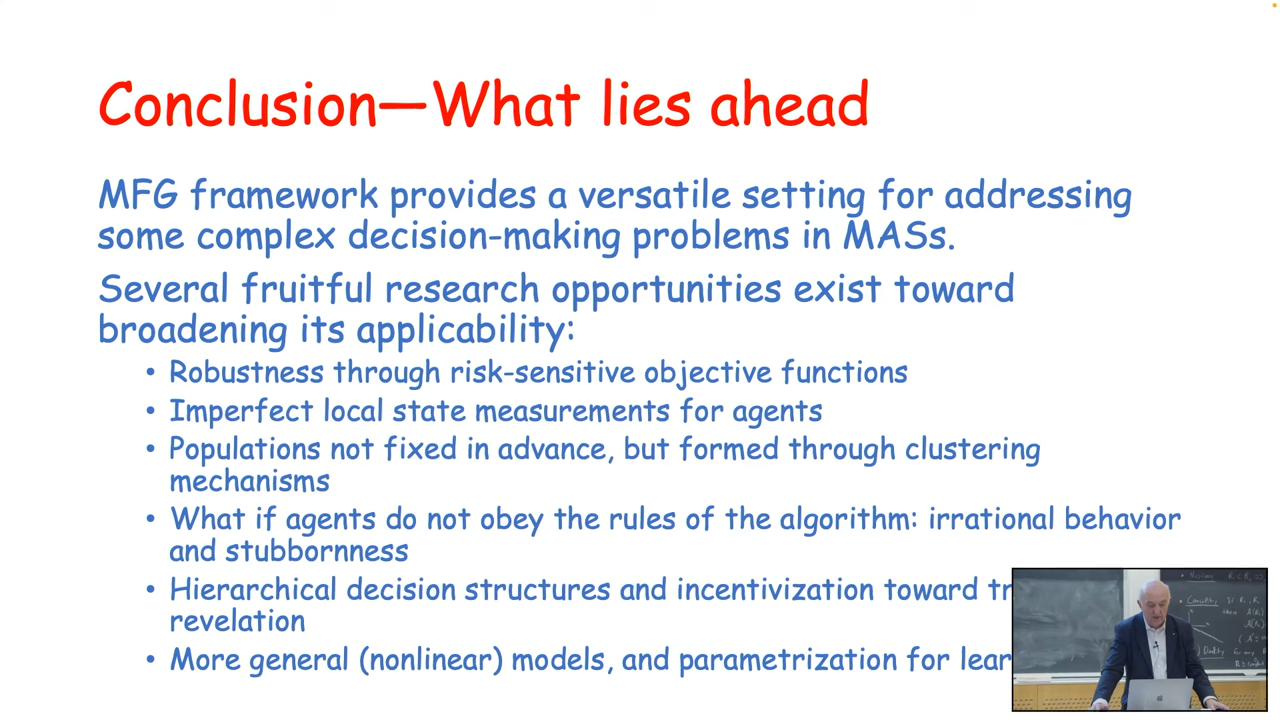 Conclusion—What lies ahead
MFG framework provides a versatile setting for addressing
some complex decision-making problems in MASs.
Several fruitful research opportunities exist toward
broadening its applicability:
• Robustness through risk-sensitive objective functions
• Imperfect local state measurements for agents
• Populations not fixed in advance, but formed through clustering
mechanisms
• What if agents do not obey the rules of the algorithm: irrational behavior
and stubbornness
• Hierarchical decision structures and incentivization toward
revelation
• More general (nonlinear) models, and parametrization for